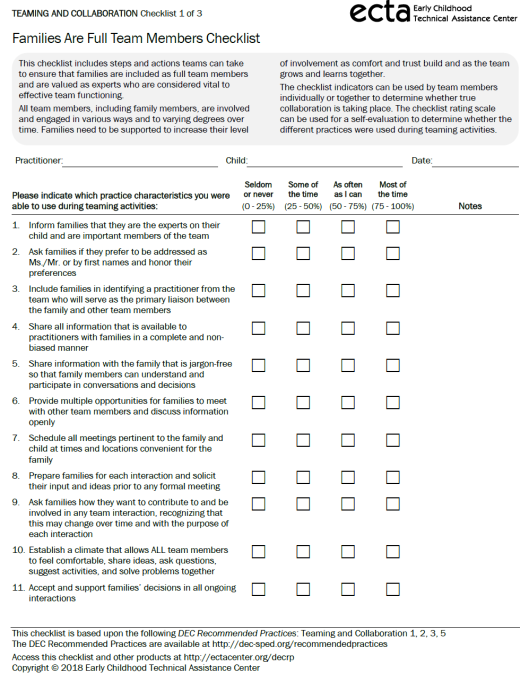 TEAMING AND COLLABORATION Checklist 1 of 3
ecta Early Childhood
Technical Assistance Center
Families Are Full Team Members Checklist
This checklist includes steps and actions teams can take
to ensure that families are included as full team members
and are valued as experts who are considered vital to
effective team functioning.
All team members, including family members, are involved
and engaged in various ways and to varying degrees over
time. Families need to be supported to increase their level
of involvement as comfort and trust build and as the team
grows and learns together.
The checklist indicators can be used by team members
individually or together to determine whether true
collaboration is taking place. The checklist rating scale
can be used for a self-evaluation to determine whether the
different practices were used during teaming activities.
Practitioner: Child: Date:
Please indicate which practice characteristics you were
able to use during teaming activities:
Seldom
or never
(0 - 25%)
Some of
the time
(25 - 50%)
As often
as I can
(50 - 75%)
Most of
the time
(75 - 100%)
Notes
1. Inform families that they are the experts on their
child and are important members of the team
2. Ask families if they prefer to be addressed as
Ms./Mr. or by first names and honor their
preferences
3. Include families in identifying a practitioner from the
team who will serve as the primary liaison between
the family and other team members
4. Share all information that is available to
practitioners with families in a complete and non-
biased manner
5. Share information with the family that is jargon-free
so that family members can understand and
participate in conversations and decisions
6. Provide multiple opportunities for families to meet
with other team members and discuss information
openly
7. Schedule all meetings pertinent to the family and
child at times and locations convenient for the
family
8. Prepare families for each interaction and solicit
their input and ideas prior to any formal meeting
9. Ask families how they want to contribute to and be
involved in any team interaction, recognizing that
this may change over time and with the purpose of
each interaction
10. Establish a climate that allows ALL team members
to feel comfortable, share ideas, ask questions,
suggest activities, and solve problems together
11. Accept and support families' decisions in all ongoing
interactions
This checklist is based upon the following DEC Recommended Practices: Teaming and Collaboration 1, 2, 3, 5
The DEC Recommended Practices are available at http://dec-sped.org/recommendedpractices
Access this checklist and other products at http://ectacenter.org/decrp
Copyright © 2018 Early Childhood Technical Assistance Center